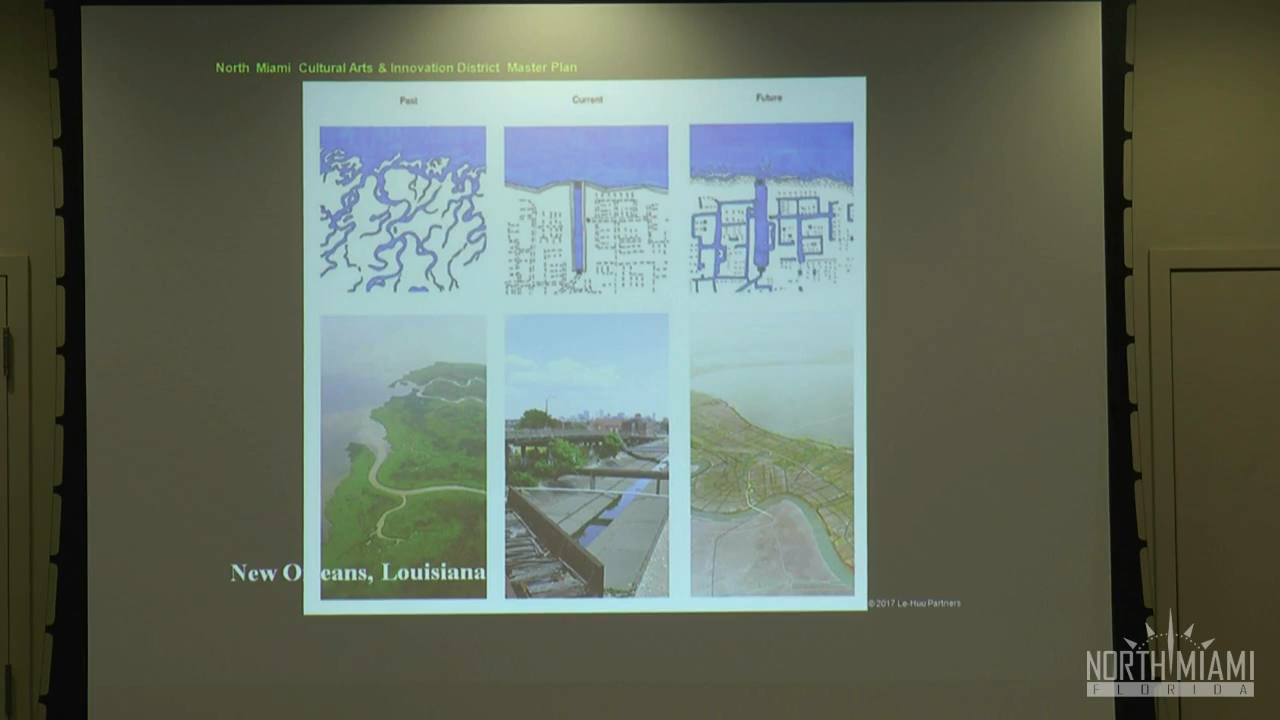 North Miami Cultural Arts & Innovation District Master Plan
Past
Current
Future
New Orleans, Louisiana
© 2017 Le-Huu Partners
NORTH MIAMI
FLORIDA